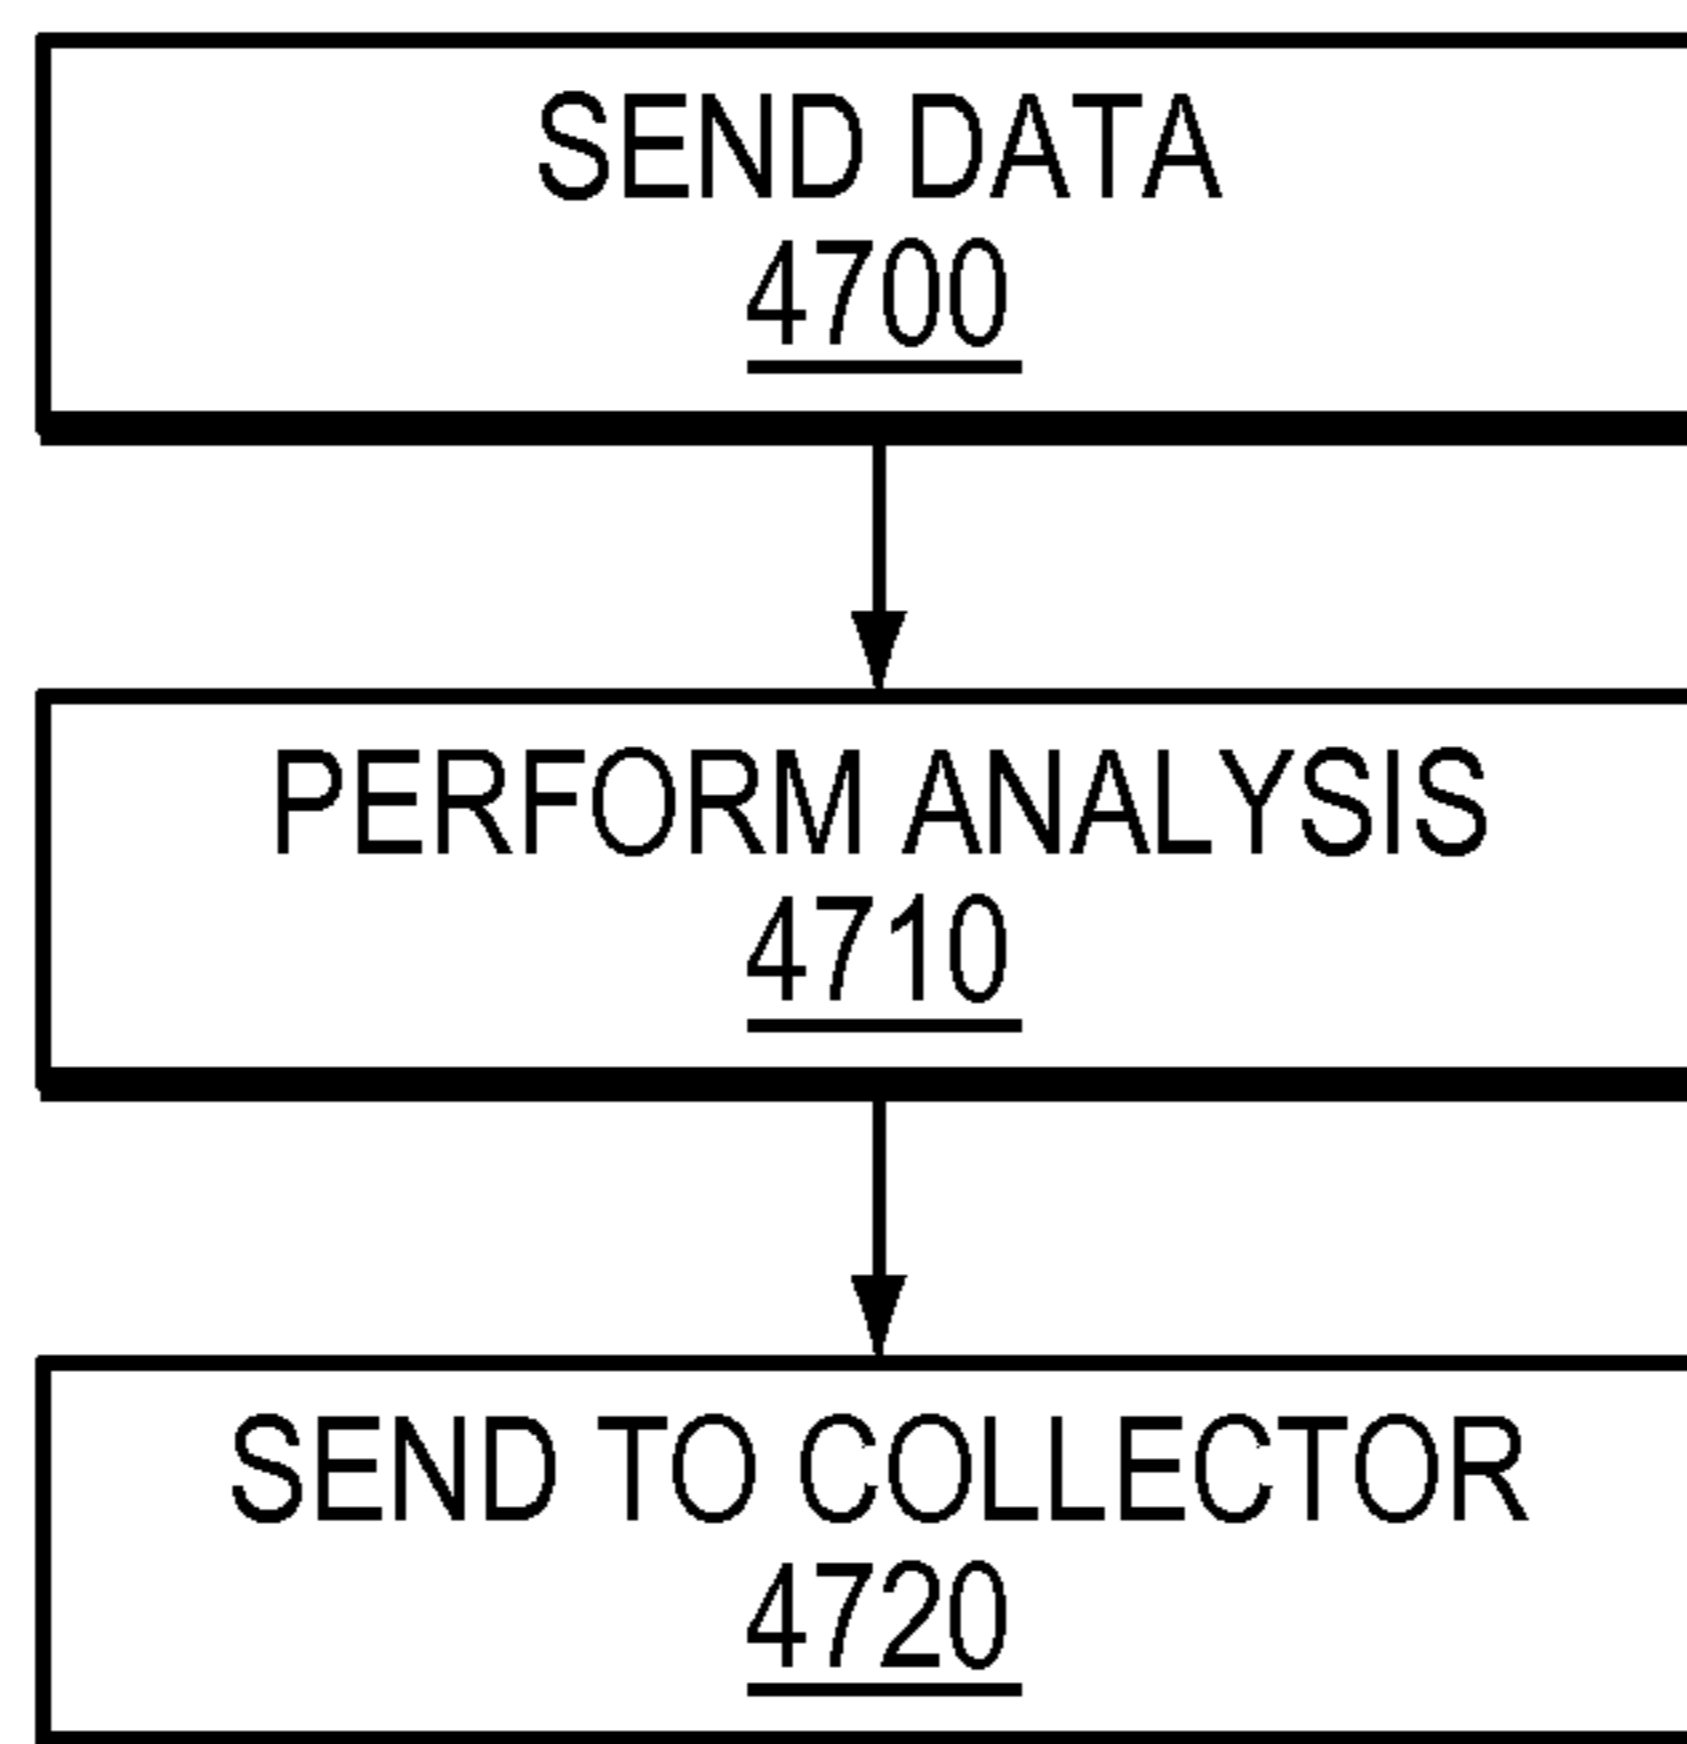 SEND DATA
4700
PERFORM ANALYSIS
4710
SEND TO COLLECTOR
4720